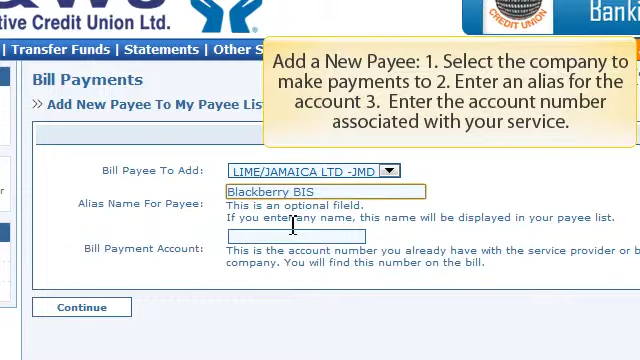 tive Credit Union Ltd.
CREDIT UNION
Banki
| Transfer Funds | Statements | Other S
Add a New Payee: 1. Select the company to
make payments to 2. Enter an alias for the
account 3. Enter the account number
associated with your service.
Bill Payments
>> Add New Payee To My Payee Lis
Bill Payee To Add:
LIME/JAMAICA LTD -JMD
Blackberry BIS
Alias Name For Payee:
This is an optional fileld.
If you enter any name, this name will be displayed in your payee list.
Bill Payment Account:
This is the account number you already have with the service provider or b
company. You will find this number on the bill.
Continue